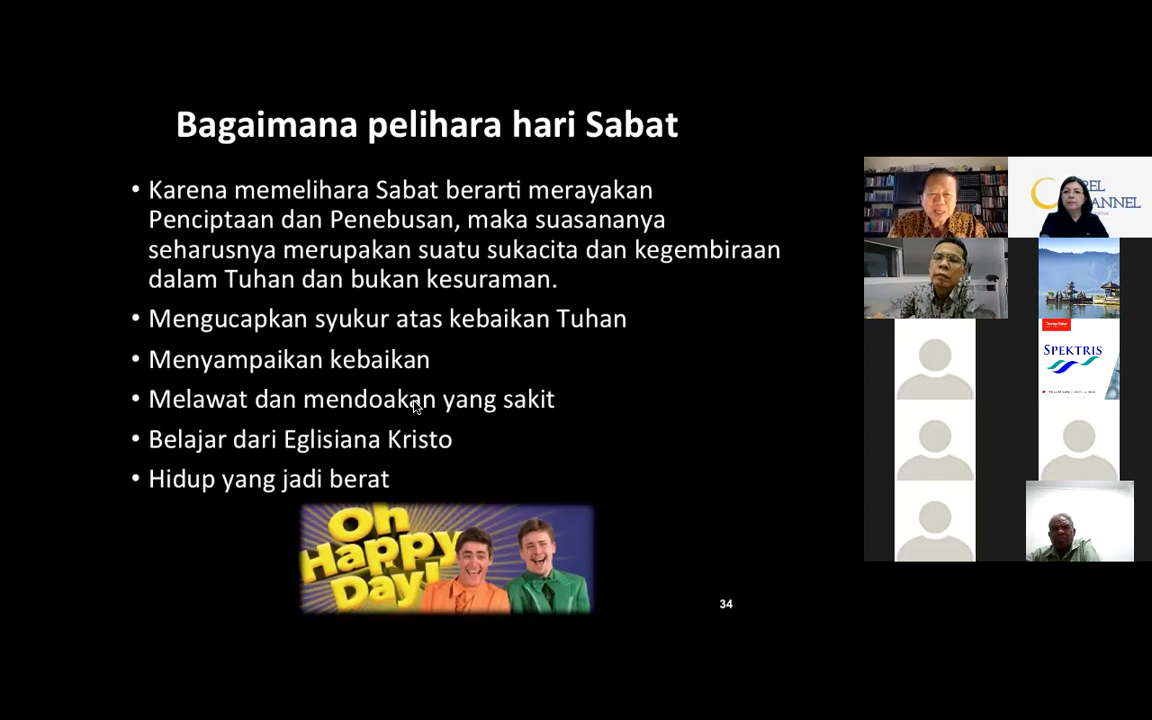 Bagaimana pelihara hari Sabat
• Karena memelihara Sabat berarti merayakan
Penciptaan dan Penebusan, maka suasananya
seharusnya merupakan suatu sukacita dan kegembiraan
dalam Tuhan dan bukan kesuraman.
• Mengucapkan syukur atas kebaikan Tuhan
• Menyampaikan kebaikan
• Melawat dan mendoakan yang sakit
• Belajar dari Eglisiana Kristo
• Hidup yang jadi berat
Oh
Happy
Day!
34
SPEKTRIS